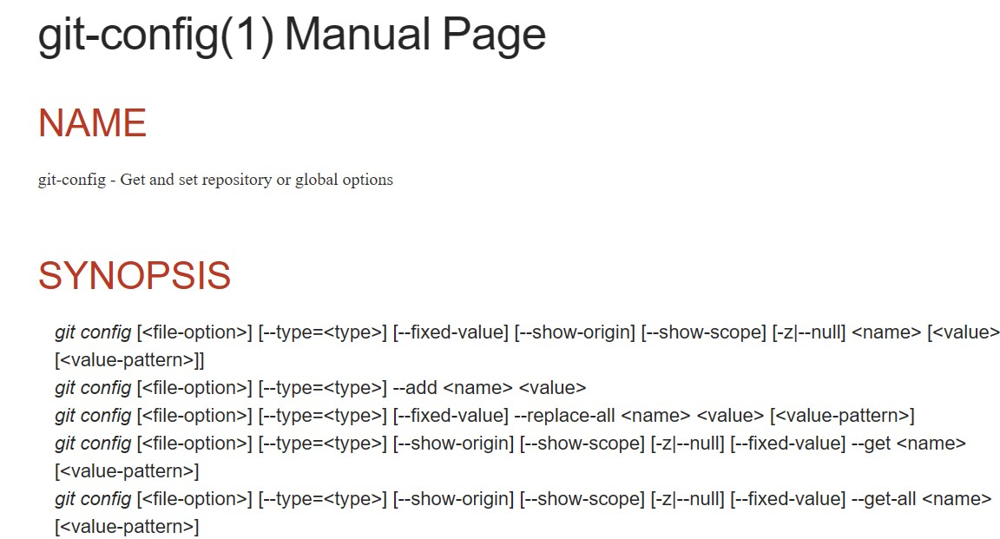 git-config(1) Manual Page
NAME
git-config - Get and set repository or global options
SYNOPSIS
git config [<file-option>] [--type=<type>] [--fixed-value] [--show-origin] [--show-scope] [-z|--null] <name> [<value>
[<value-pattern>]]
git config [<file-option>] [--type=<type>] --add <name> <value>
git config [<file-option>] [--type=<type>] [--fixed-value] --replace-all <name> <value> [<value-pattern>]
git config [<file-option>] [--type=<type>] [--show-origin] [--show-scope] [-z|--null] [--fixed-value] --get <name>
[<value-pattern>]
git config [<file-option>] [--type=<type>] [--show-origin] [--show-scope] [-z|--null] [--fixed-value] --get-all <name>
[<value-pattern>]